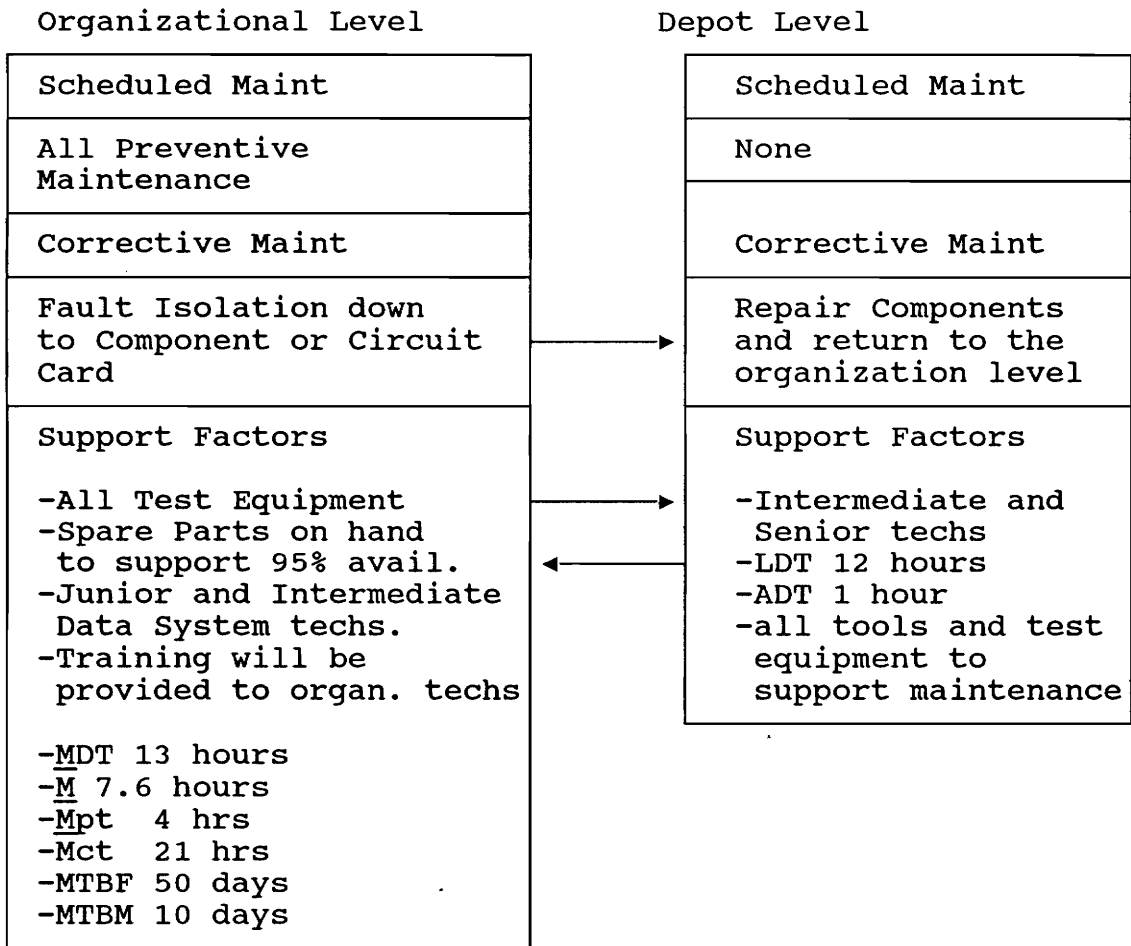 Organizational Level
Scheduled Maint
All Preventive
Maintenance
Corrective Maint
Fault Isolation down
to Component or Circuit
Card
Support Factors
-All Test Equipment
-Spare Parts on hand
to support 95% avail.
-Junior and Intermediate
Data System techs.
-Training will be
provided to organ. techs
-MDT 13 hours
-M 7.6 hours
-Mpt 4 hrs
-Mct 21 hrs
-MTBF 50 days
-MTBM 10 days
Depot Level
Scheduled Maint
None
Corrective Maint
Repair Components
and return to the
organization level
Support Factors
-Intermediate and
Senior techs
-LDT 12 hours
-ADT 1 hour
-all tools and test
equipment to
support maintenance